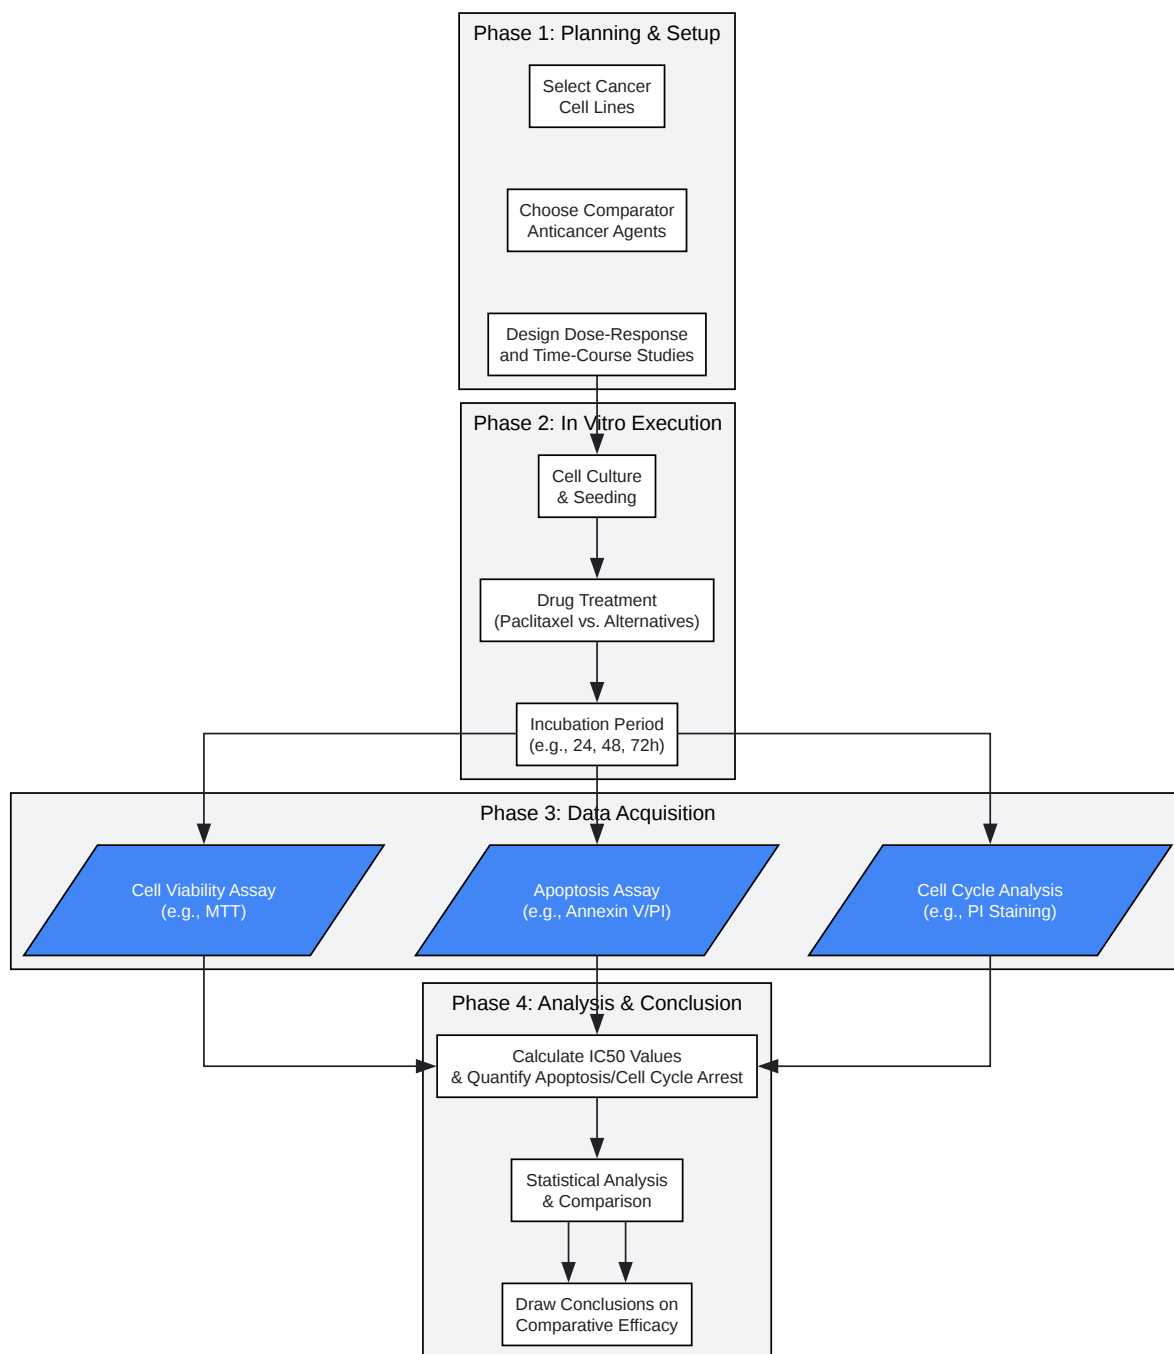 Phase 1: Planning & Setup
Select Cancer
Cell Lines
Choose Comparator
Anticancer Agents
Design Dose-Response
and Time-Course Studies
Phase 2: In Vitro Execution
Cell Culture
& Seeding
Drug Treatment
(Paclitaxel vs. Alternatives)
Incubation Period
(e.g., 24, 48, 72h)
Phase 3: Data Acquisition
Cell Viability Assay
(e.g., MTT)
Apoptosis Assay
(e.g., Annexin V/PI)
Cell Cycle Analysis
(e.g., PI Staining)
Phase 4: Analysis & Conclusion
Calculate IC50 Values
& Quantify Apoptosis/Cell Cycle Arrest
Statistical Analysis
& Comparison
Draw Conclusions on
Comparative Efficacy